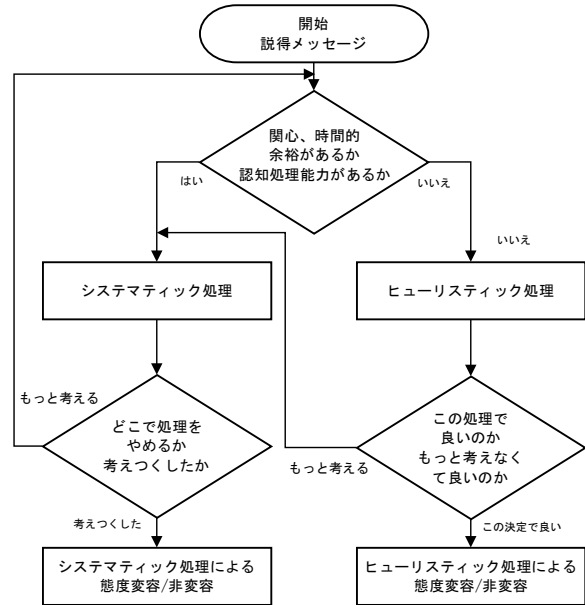 開始
説得メッセージ
関心、時間的
余裕があるか
認知処理能力があるか
はい
いいえ
いいえ
システマティック処理
ヒューリスティック処理
もっと考える
どこで処理を
やめるか
考えつくしたか
この処理で
良いのか
もっと考えなく
て良いのか
もっと考える
考えつくした
この決定で良い
システマティック処理による
態度変容/非変容
ヒューリスティック処理による
態度変容/非変容